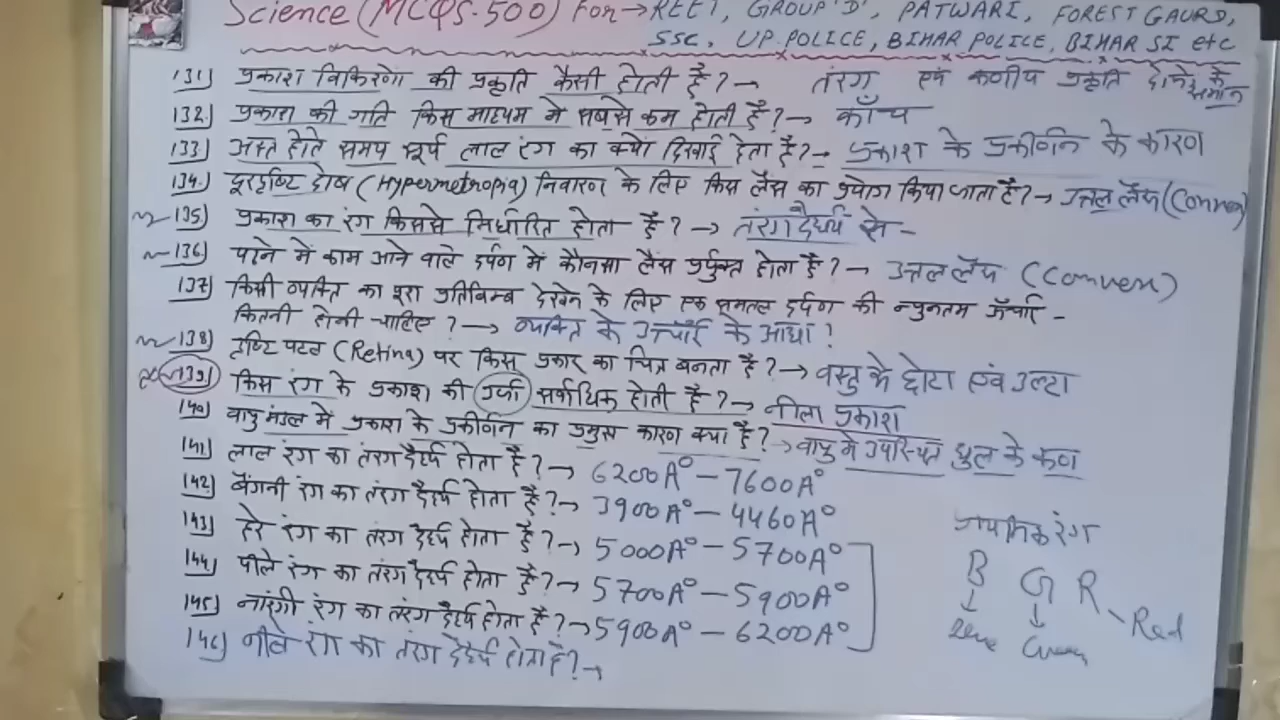 Science (MCQS-500) For→ REET, GROUP 'D', PATWARI, FOREST GAURD,
SSC, UP POLICE, BIHAR POLICE, BIHAR SI etc
131) प्रकाश विकिरणों की प्रकृति कैसी होती है?→ तरंग एवं कणीय प्रकृति दोनों के समान
132) प्रकाश की गति किस माध्यम में सबसे कम होती है?→ काँच
133) अस्त होते समय सूर्य लाल रंग का क्यों दिखाई देता है?→ प्रकाश के प्रकीर्णन के कारण
134) दूरदृष्टि दोष (Hypermetropia) निवारण के लिए किस लैंस का प्रयोग किया जाता है?→ उत्तल लैंस (Convex)
135) प्रकाश का रंग किससे निर्धारित होता है?→ तरंगदैर्घ्य से-
136) पढने में काम आने वाले दर्पण में कौनसा लैंस प्रर्युक्त होता है?→ उत्तल लैंस (Convex)
137) किसी व्यक्ति का पूरा प्रतिबिम्ब देखने के लिए एक समतल दर्पण की न्युनतम ऊँचाई-
कितनी होनी चाहिए?→ व्यक्ति के ऊचाँई के आधा!
138) दृष्टि पटल (Retina) पर किस प्रकार का चित्र बनता है?→ वस्तु के छोटा एवं उल्टा
139) किस रंग के प्रकाश की उर्जा सर्वाधिक होती है?→ नीला प्रकाश
140) वायु मंडल में प्रकाश के प्रकीर्णन का प्रमुस कारण क्या है?→ वायु में उपस्थित धुल के कण
141) लाल रंग का तरंगदैर्घ्य होता है?→ 6200A° – 7600A°
142) बैंगनी रंग का तरंगदैर्घ्य होता है?→ 3900A° – 4460A°
143) हरे रंग का तरंगदैर्घ्य होता है?→ 5000A° – 5700A°
144) पीले रंग का तरंगदैर्घ्य होता है?→ 5700A° – 5900A°
145) नारंगी रंग का तरंगदैर्घ्य होता है?→ 5900A° – 6200A°
146) नीले रंग का तरंगदैर्घ्य होता है?→
प्राथमिक रंग
B G R
Red